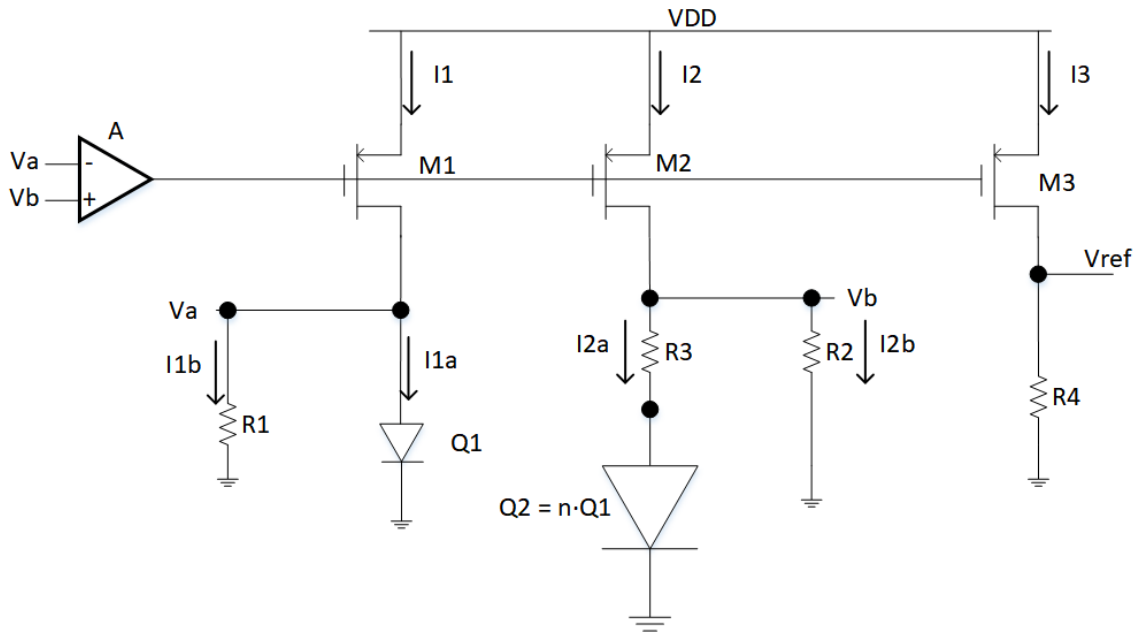 VDD
I1
I2
I3
A
Va
-
Vb
+
M1
M2
M3
Vref
Va
Vb
I1b
I1a
I2a
R3
R2
I2b
R1
R4
Q1
Q2 = n·Q1